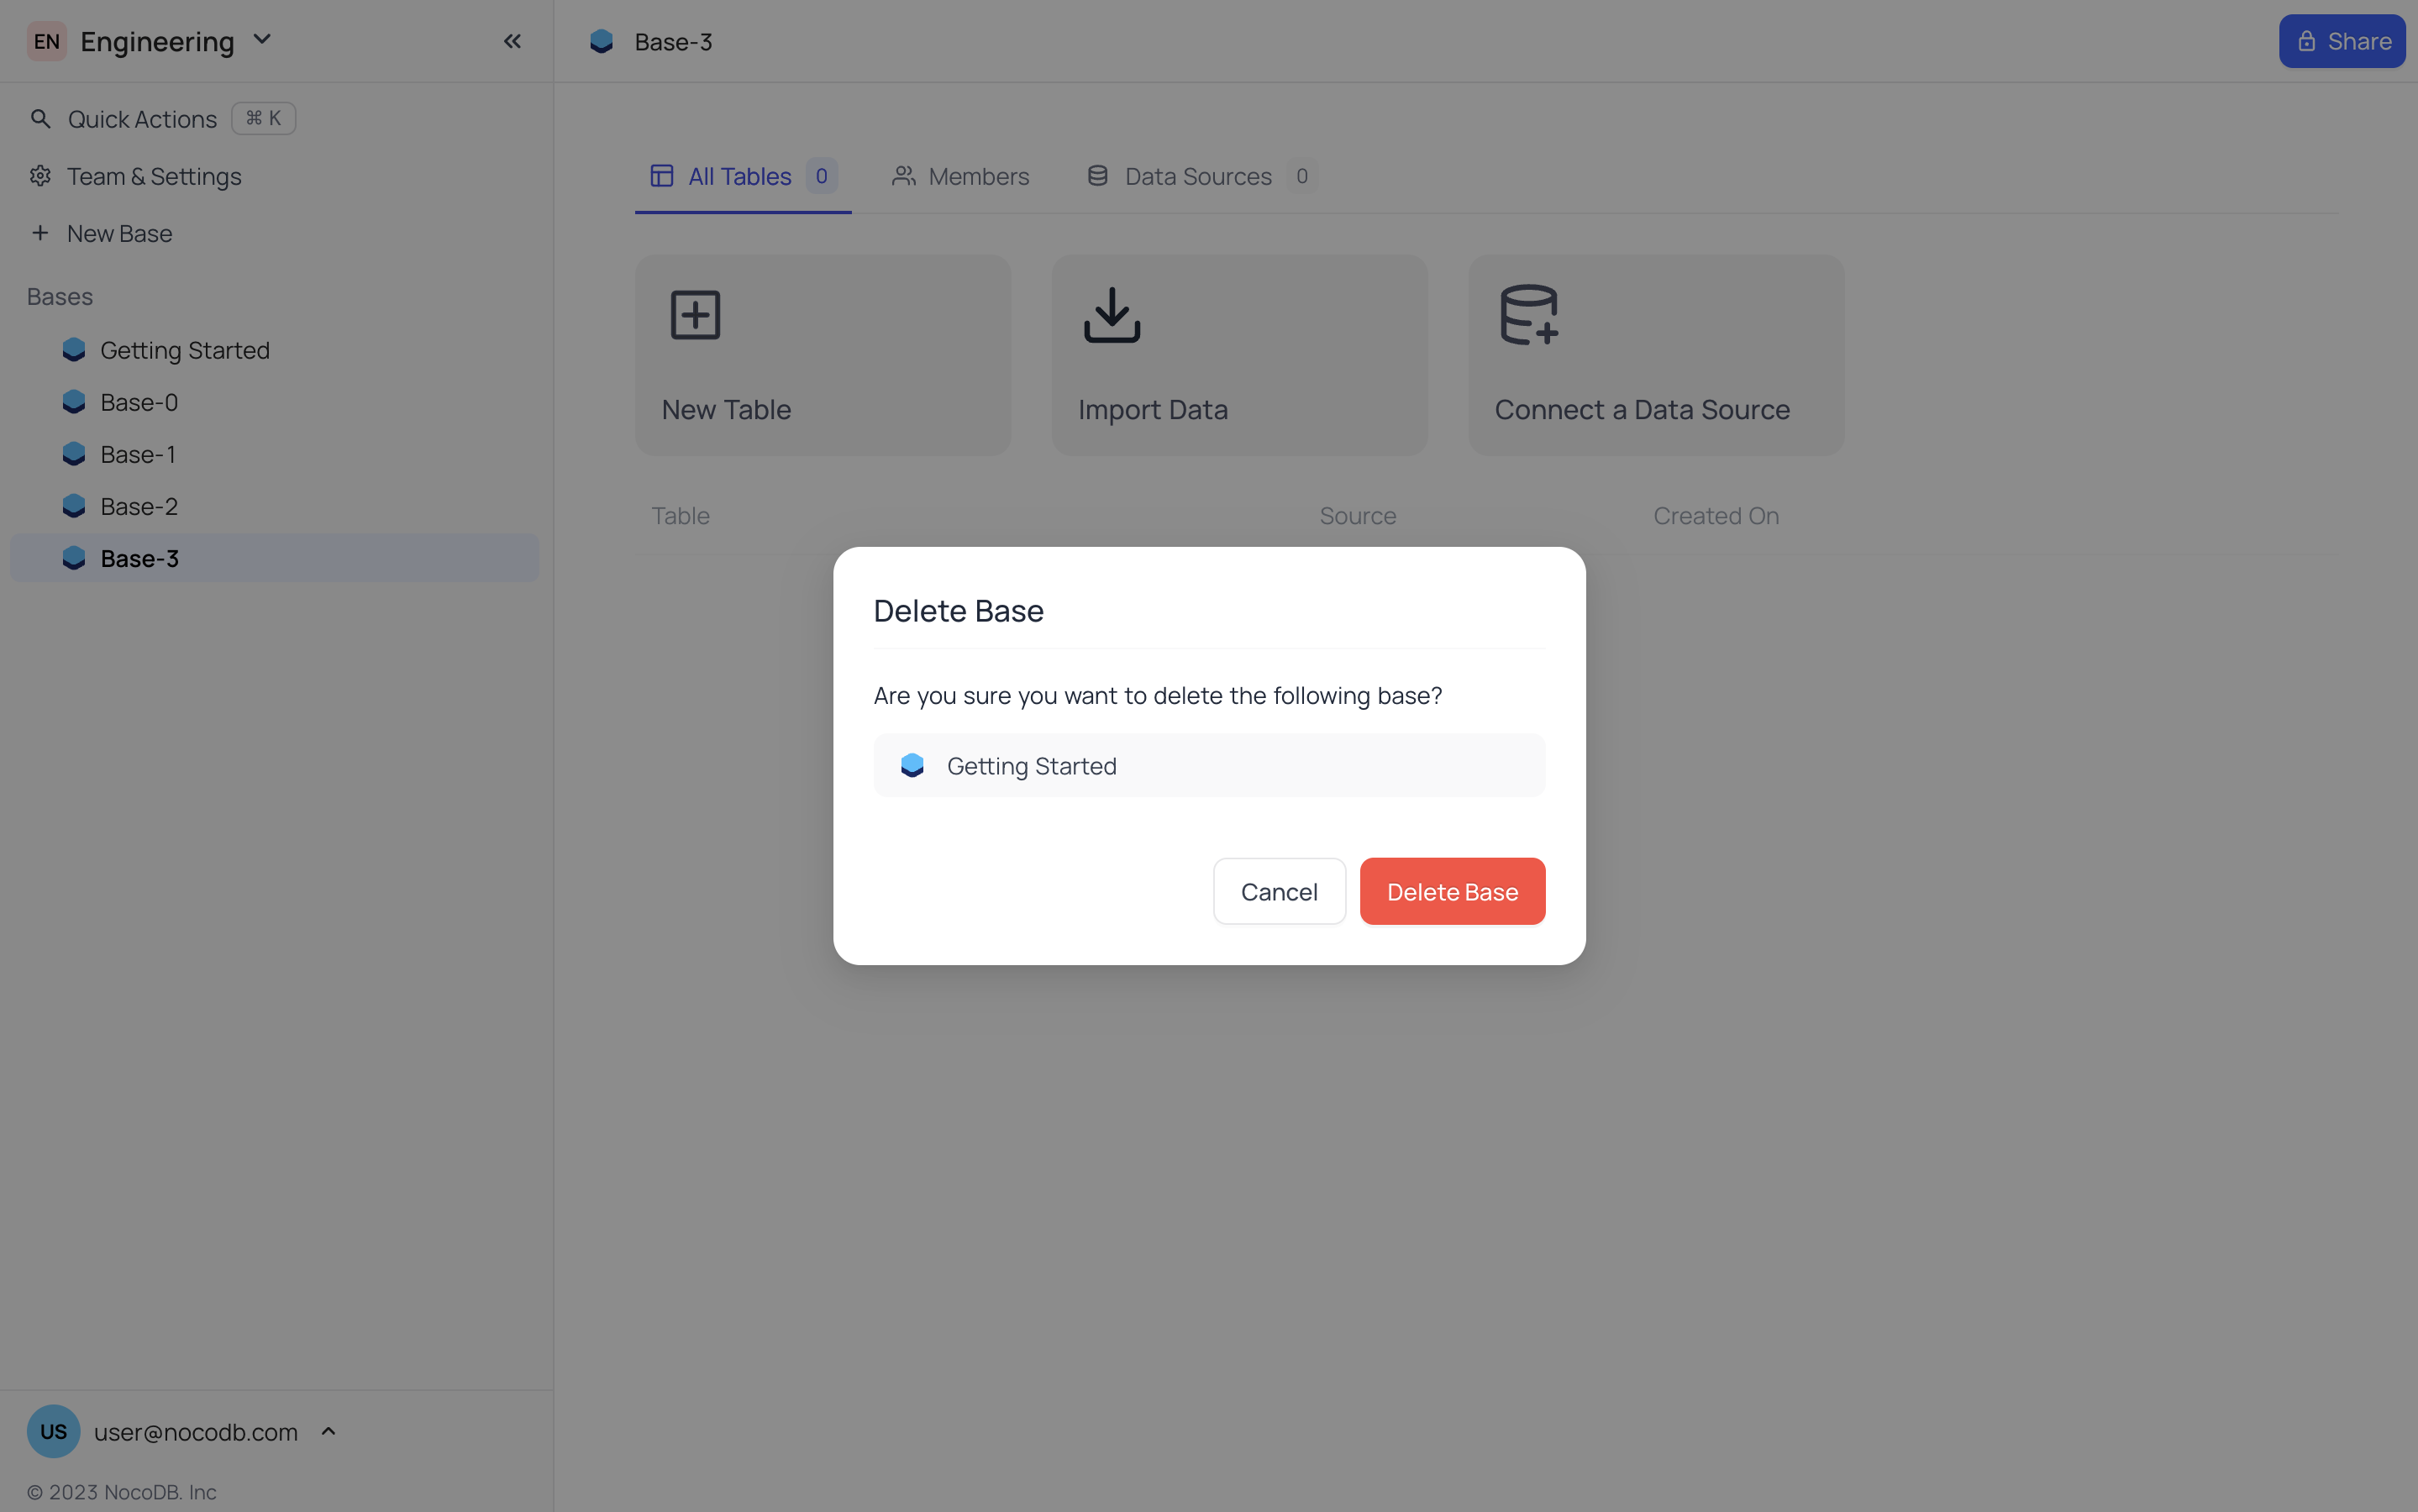 EN Engineering
Base-3
Share
Quick Actions ⌘ K
Team & Settings
New Base
Bases
Getting Started
Base-0
Base-1
Base-2
Base-3
All Tables 0
Members
Data Sources 0
New Table
Import Data
Connect a Data Source
Table Source Created On
Delete Base
Are you sure you want to delete the following base?
Getting Started
Cancel Delete Base
US user@nocodb.com
© 2023 NocoDB. Inc